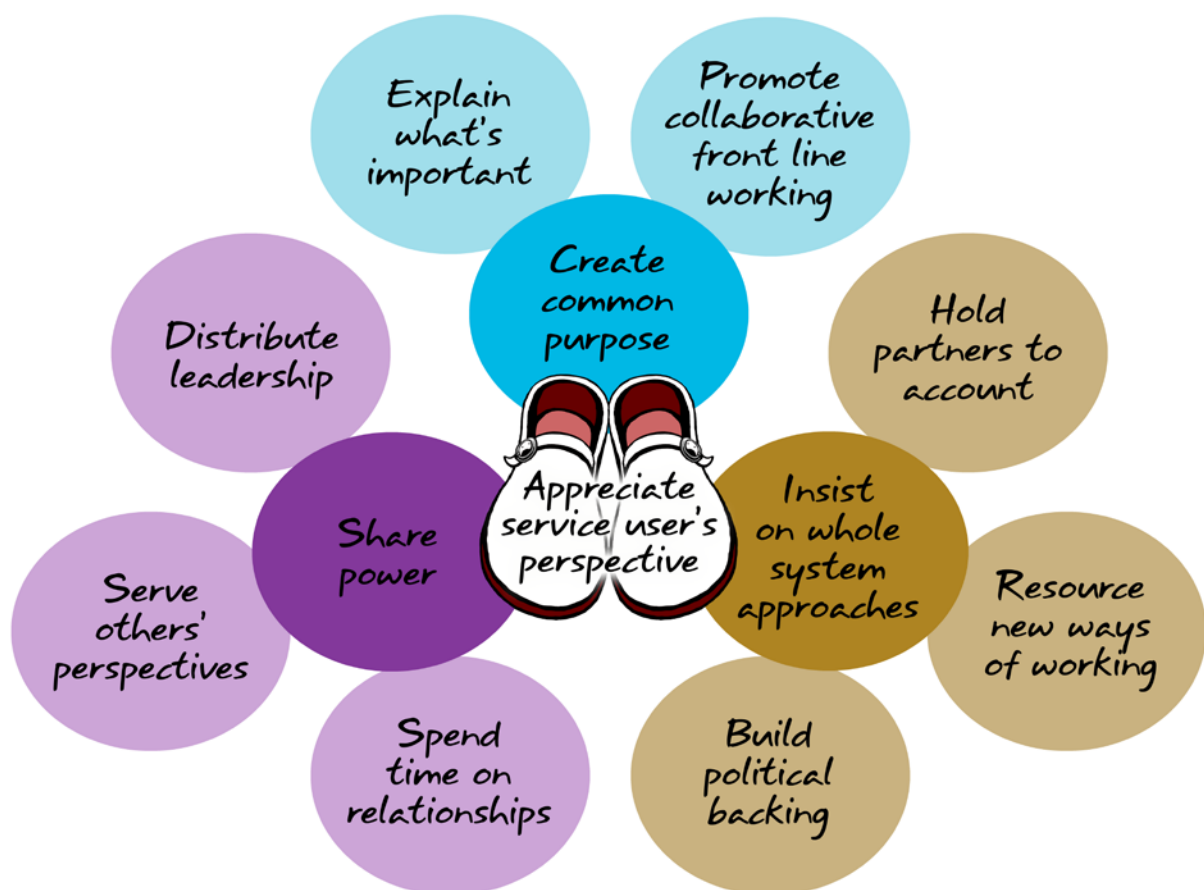 Explain
what's
important
Promote
collaborative
front line
working
Create
common
purpose
Distribute
leadership
Hold
partners to
account
Share
power
Appreciate
service user's
perspective
Insist
on whole
system
approaches
Serve
others'
perspectives
Resource
new ways
of working
Spend
time on
relationships
Build
political
backing